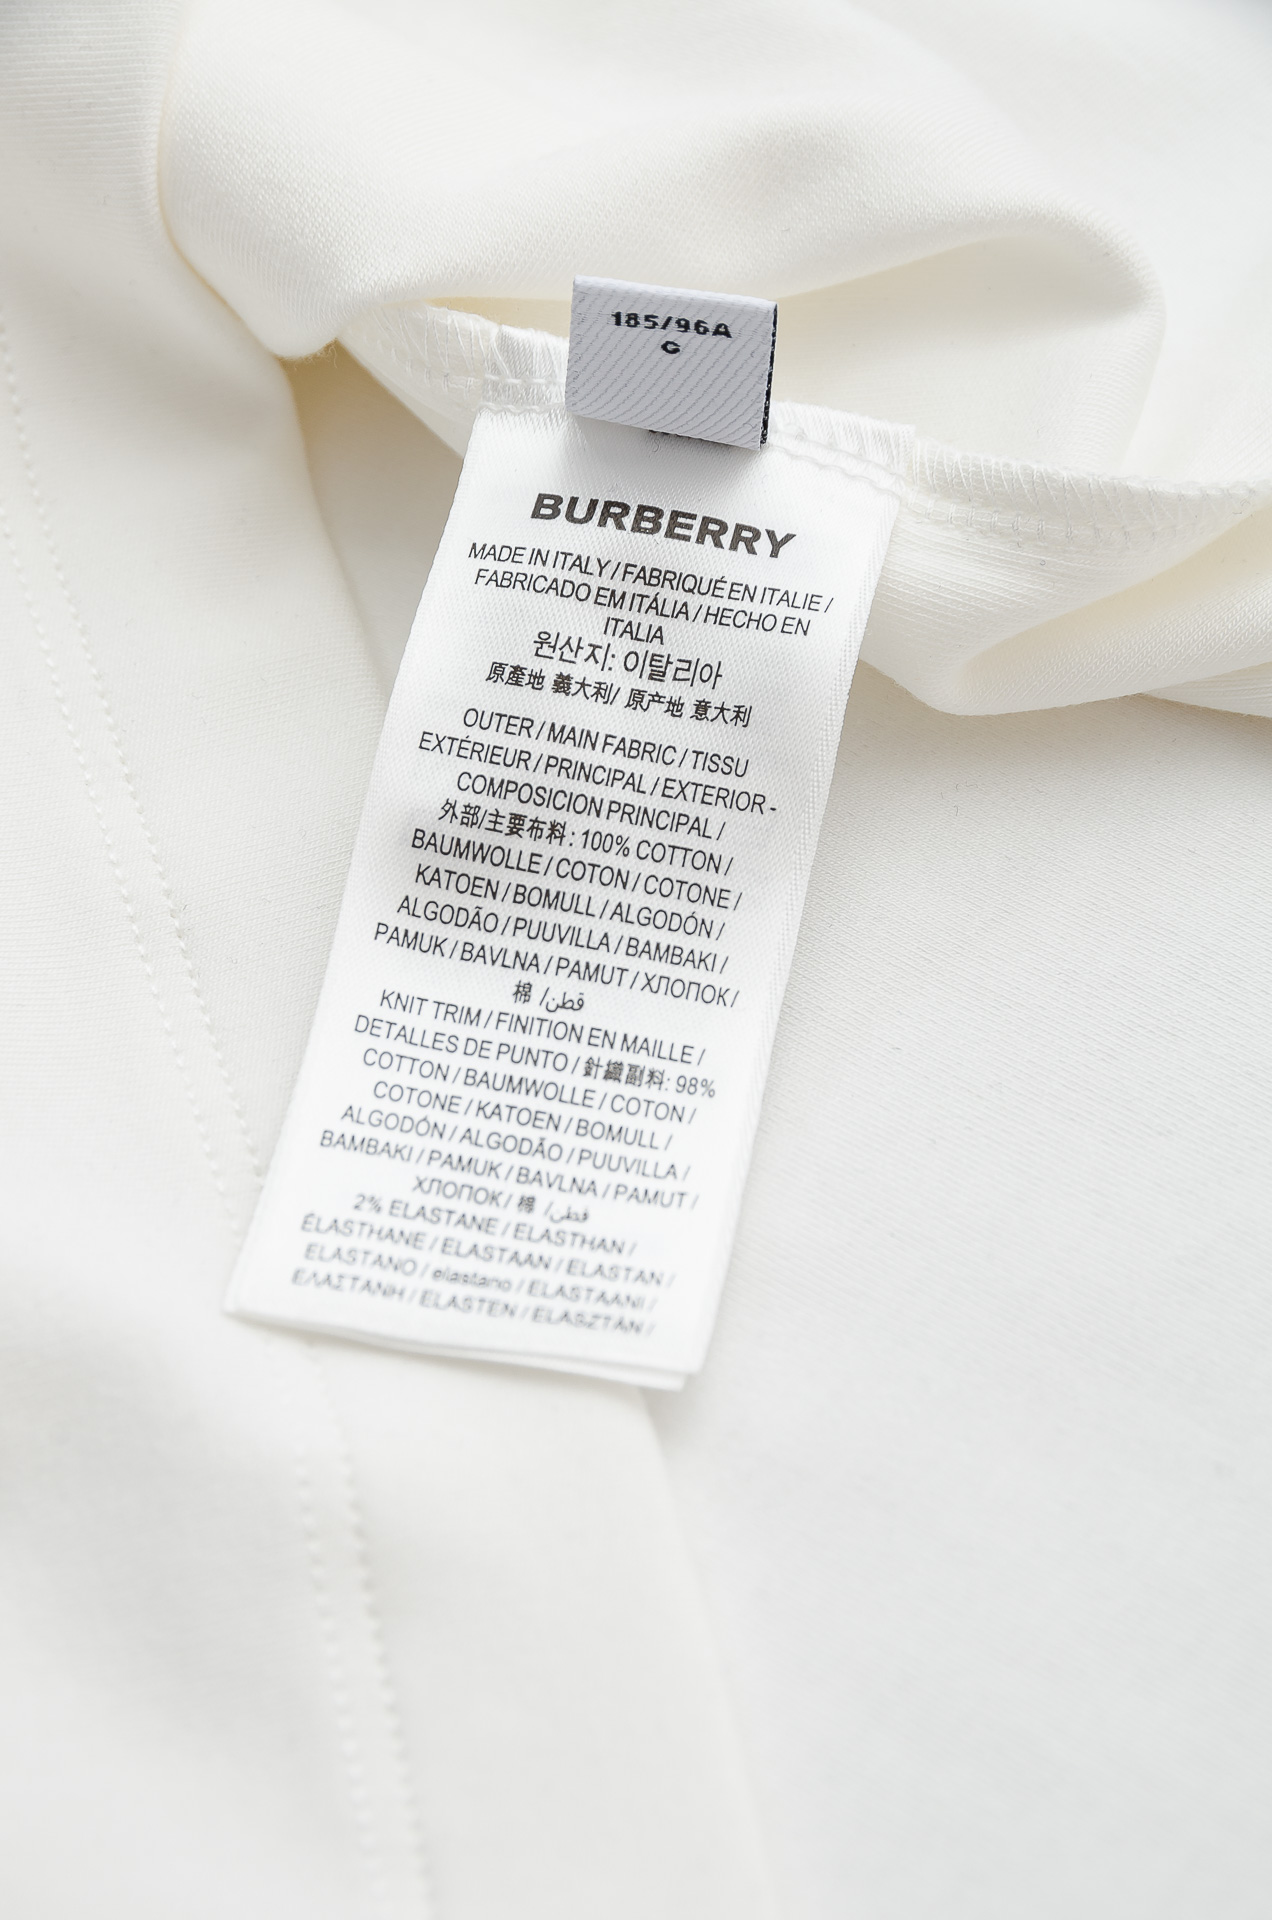 185/96A
C
BURBERRY
MADE IN ITALY / FABRIQUÉ EN ITALIE /
FABRICADO EM ITÁLIA / HECHO EN
ITALIA
원산지: 이탈리아
原產地 義大利/ 原产地 意大利
OUTER / MAIN FABRIC / TISSU
EXTÉRIEUR / PRINCIPAL / EXTERIOR -
COMPOSICION PRINCIPAL /
外部/主要布料: 100% COTTON /
BAUMWOLLE / COTON / COTONE /
KATOEN / BOMULL / ALGODÓN /
ALGODÃO / PUUVILLA / BAMBAKI /
PAMUK / BAVLNA / PAMUT / ХЛОПОК /
棉 / قطن
KNIT TRIM / FINITION EN MAILLE /
DETALLES DE PUNTO / 針織副料: 98%
COTTON / BAUMWOLLE / COTON /
COTONE / KATOEN / BOMULL /
ALGODÓN / ALGODÃO / PUUVILLA /
BAMBAKI / PAMUK / BAVLNA / PAMUT /
ХЛОПОК / 棉 / قطن
2% ELASTANE / ELASTHAN /
ÉLASTHANE / ELASTAAN / ELASTAN /
ELASTANO / elastano / ELASTAANI /
ΕΛΑΣΤΑΝΗ / ELASTEN / ELASZTÁN /